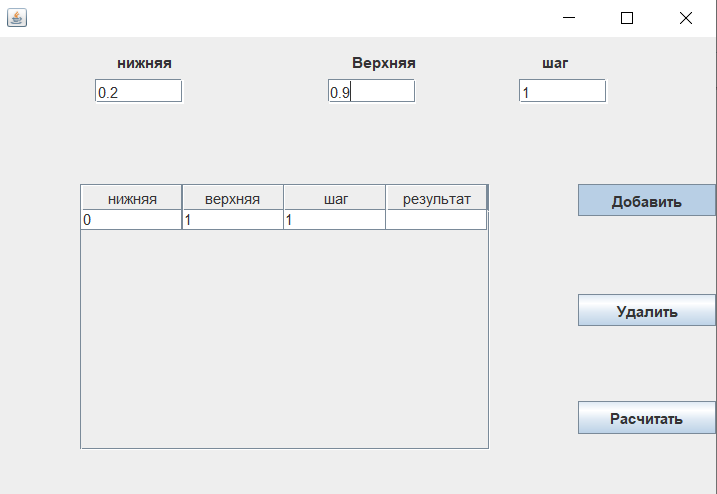 нижняя Верхняя шаг
0.2 0.9 1
нижняя верхняя шаг результат
0 1 1
Добавить
Удалить
Расчитать